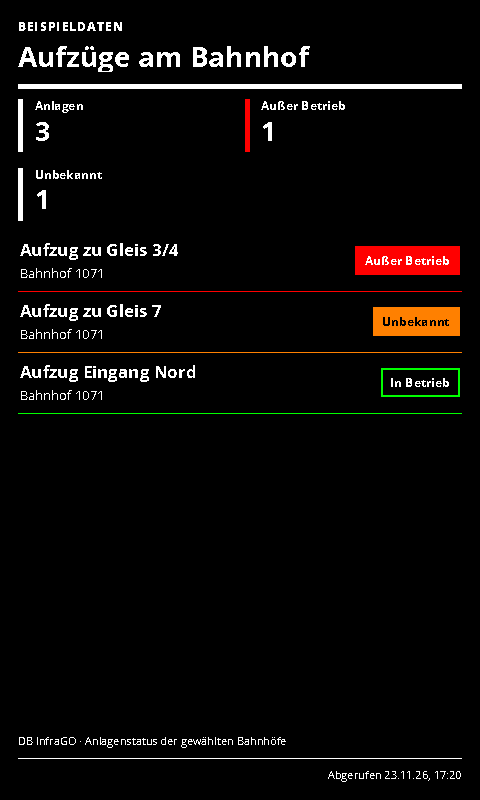 BEISPIELDATEN
Aufzüge am Bahnhof
Anlagen
3
Außer Betrieb
1
Unbekannt
1
Aufzug zu Gleis 3/4
Bahnhof 1071
Außer Betrieb
Aufzug zu Gleis 7
Bahnhof 1071
Unbekannt
Aufzug Eingang Nord
Bahnhof 1071
In Betrieb
DB InfraGO · Anlagenstatus der gewählten Bahnhöfe
Abgerufen 23.11.26, 17:20